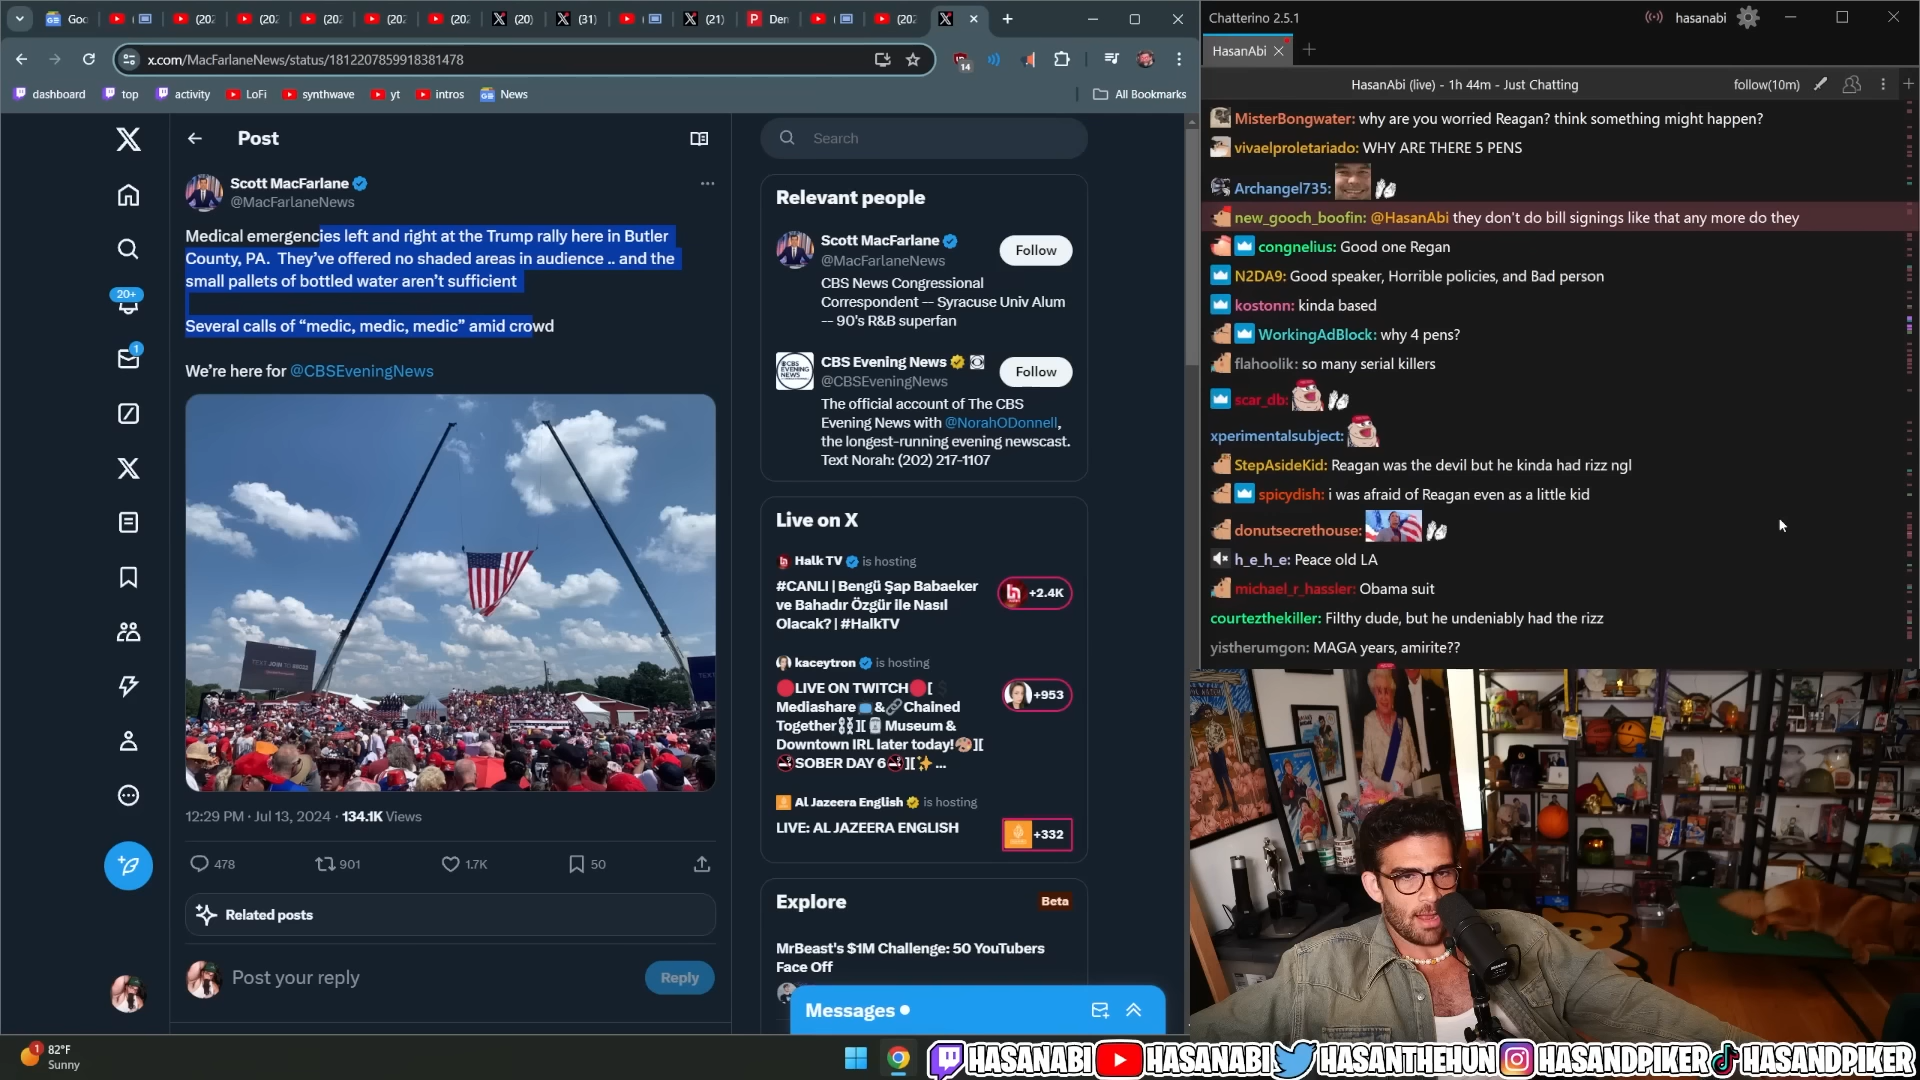 Goo
(202
(202
(202
(202
(202
(20)
(31)
(21)
Den
(202
x.com/MacFarlaneNews/status/1812207859918381478
14
dashboard
top
activity
LoFi
synthwave
yt
intros
News
All Bookmarks
Post
Scott MacFarlane
@MacFarlaneNews
Medical emergencies left and right at the Trump rally here in Butler
County, PA.  They’ve offered no shaded areas in audience .. and the
small pallets of bottled water aren’t sufficient
Several calls of “medic, medic, medic” amid crowd
We’re here for @CBSEveningNews
20+
1
12:29 PM · Jul 13, 2024 · 134.1K Views
478
901
1.7K
50
Related posts
Post your reply
Reply
Search
Relevant people
Scott MacFarlane
@MacFarlaneNews
Follow
CBS News Congressional
Correspondent -- Syracuse Univ Alum
-- 90's R&B superfan
CBS Evening News
@CBSEveningNews
Follow
The official account of The CBS
Evening News with @NorahODonnell,
the longest-running evening newscast.
Text Norah: (202) 217-1107
Live on X
Halk TV is hosting
#CANLI | Bengü Şap Babaeker
ve Bahadır Özgür ile Nasıl
Olacak? | #HalkTV
+2.4K
kaceytron is hosting
🔴LIVE ON TWITCH🔴[
Mediashare &🔗Chained
Together⛓][ Museum &
Downtown IRL later today!🎨][
🚭SOBER DAY 6🚭][✨ ...
+953
Al Jazeera English is hosting
LIVE: AL JAZEERA ENGLISH
+332
Explore
Beta
MrBeast's $1M Challenge: 50 YouTubers
Face Off
Messages
Chatterino 2.5.1
hasanabi
HasanAbi
HasanAbi (live) - 1h 44m - Just Chatting
follow(10m)
MisterBongwater: why are you worried Reagan? think something might happen?
vivaelproletariado: WHY ARE THERE 5 PENS
Archangel735:
new_gooch_boofin: @HasanAbi they don't do bill signings like that any more do they
congnelius: Good one Regan
N2DA9: Good speaker, Horrible policies, and Bad person
kostonn: kinda based
WorkingAdBlock: why 4 pens?
flahoolik: so many serial killers
scar_db:
xperimentalsubject:
StepAsideKid: Reagan was the devil but he kinda had rizz ngl
spicydish: i was afraid of Reagan even as a little kid
donutsecrethouse:
h_e_h_e: Peace old LA
michael_r_hassler: Obama suit
courtezthekiller: Filthy dude, but he undeniably had the rizz
yistherumgon: MAGA years, amirite??
1
82°F
Sunny
HASANABI
HASANABI
HASANTHEHUN
HASANDPIKER
HASANDPIKER